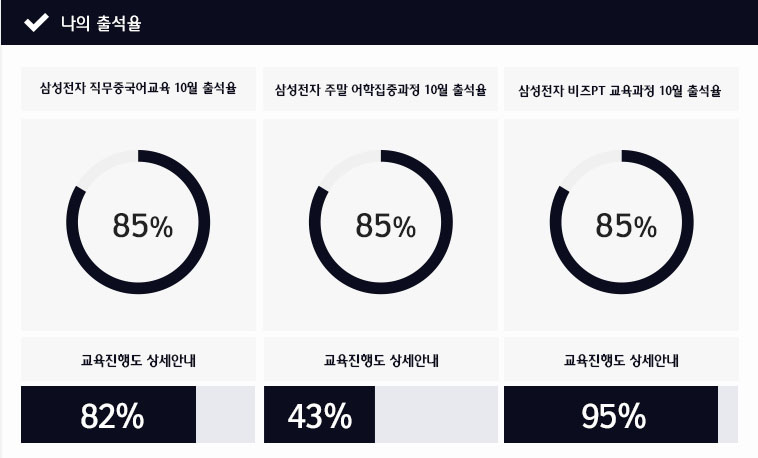 나의 출석율
삼성전자 직무중국어교육 10월 출석율
삼성전자 주말 어학집중과정 10월 출석율
삼성전자 비즈PT 교육과정 10월 출석율
85%
85%
85%
교육진행도 상세안내
교육진행도 상세안내
교육진행도 상세안내
82%
43%
95%